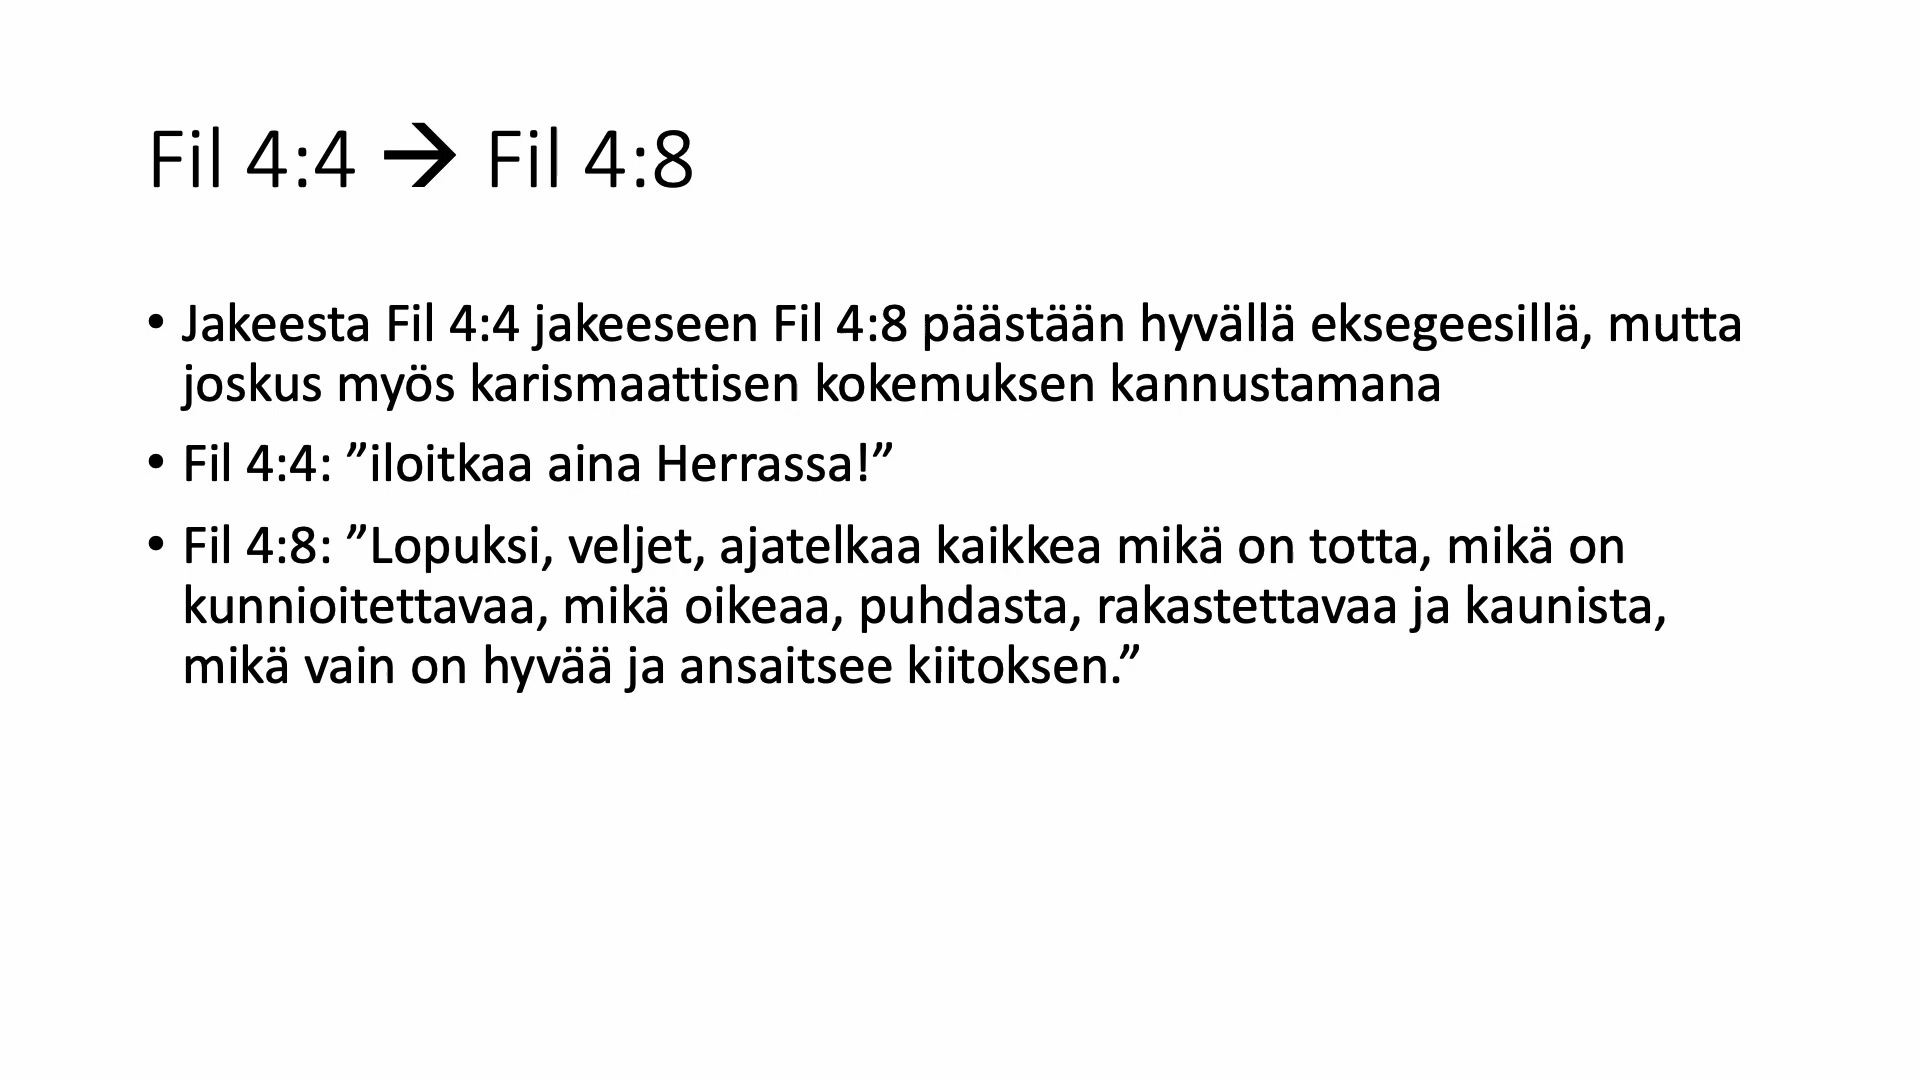 Fil 4:4 → Fil 4:8
• Jakeesta Fil 4:4 jakeeseen Fil 4:8 päästään hyvällä eksegeesillä, mutta
joskus myös karismaattisen kokemuksen kannustamana
• Fil 4:4: ”iloitkaa aina Herrassa!”
• Fil 4:8: ”Lopuksi, veljet, ajatelkaa kaikkea mikä on totta, mikä on
kunnioitettavaa, mikä oikeaa, puhdasta, rakastettavaa ja kaunista,
mikä vain on hyvää ja ansaitsee kiitoksen.”